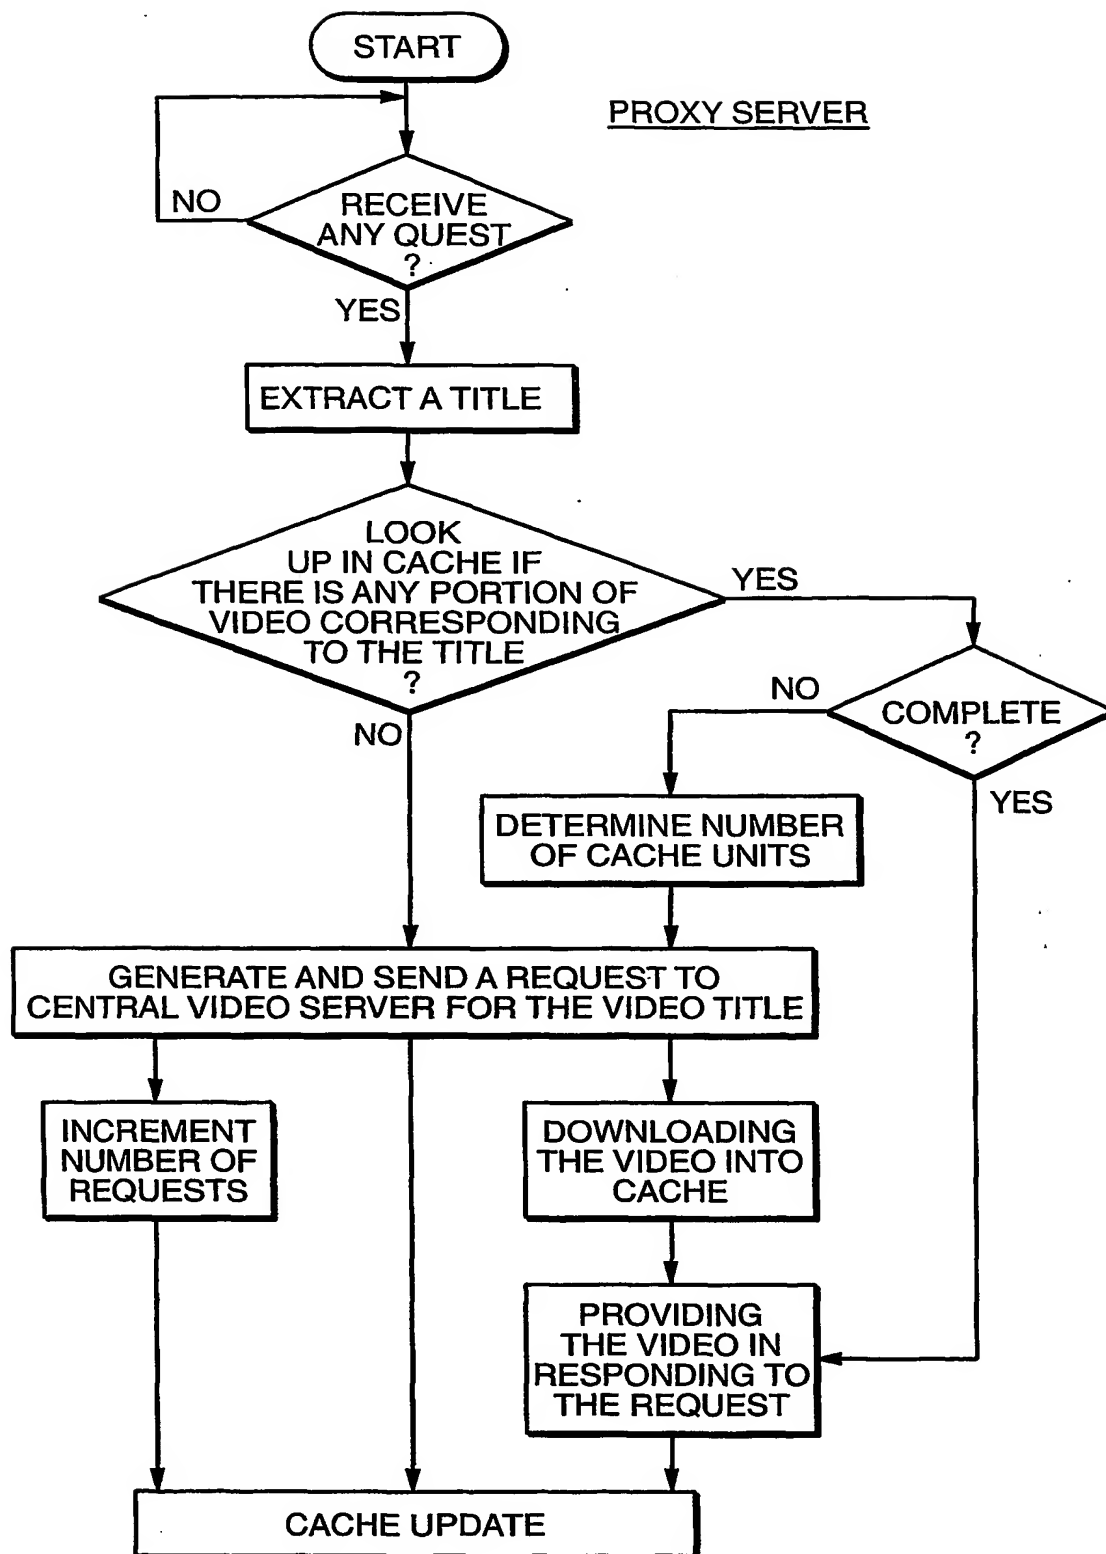 START
PROXY SERVER
RECEIVE
ANY QUEST
?
NO
YES
EXTRACT A TITLE
LOOK
UP IN CACHE IF
THERE IS ANY PORTION OF
VIDEO CORRESPONDING
TO THE TITLE
?
YES
NO
COMPLETE
?
NO
YES
DETERMINE NUMBER
OF CACHE UNITS
GENERATE AND SEND A REQUEST TO
CENTRAL VIDEO SERVER FOR THE VIDEO TITLE
INCREMENT
NUMBER OF
REQUESTS
DOWNLOADING
THE VIDEO INTO
CACHE
PROVIDING
THE VIDEO IN
RESPONDING TO
THE REQUEST
CACHE UPDATE